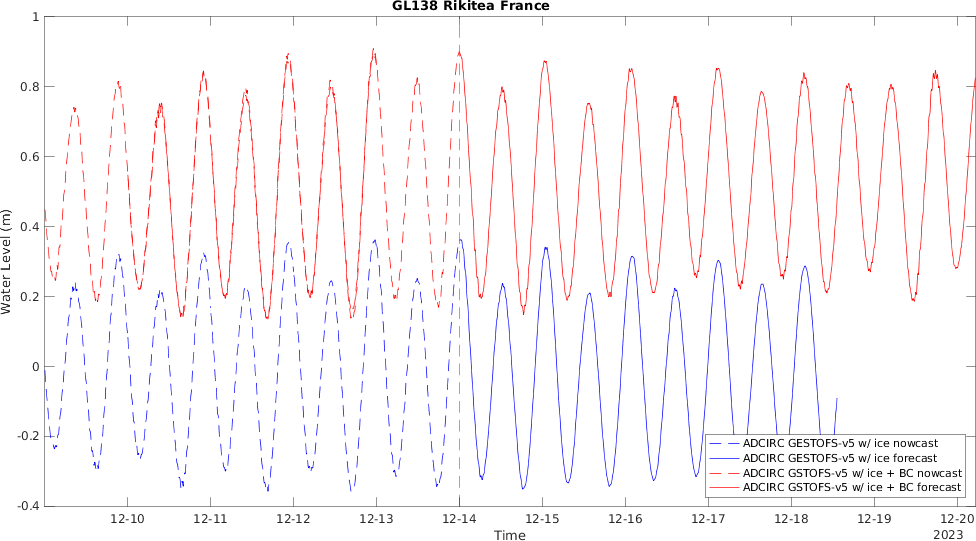 GL138 Rikitea France
Water Level (m)
1
0.8
0.6
0.4
0.2
0
-0.2
-0.4
ADCIRC GESTOFS-v5 w/ ice nowcast
ADCIRC GESTOFS-v5 w/ ice forecast
ADCIRC GSTOFS-v5 w/ ice + BC nowcast
ADCIRC GSTOFS-v5 w/ ice + BC forecast
12-10 12-11 12-12 12-13 12-14 12-15 12-16 12-17 12-18 12-19 12-20
Time
2023